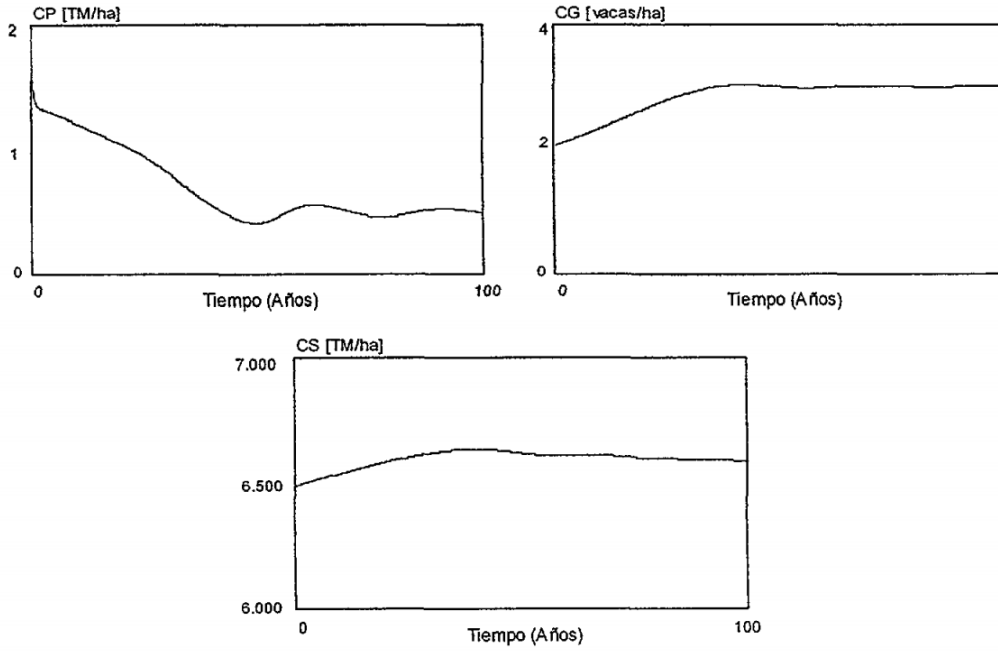 CP [TM/ha]
2
1
0
0
100
Tiempo (Años)
CG [vacas/ha]
4
2
0
0
Tiempo (Años)
CS [TM/ha]
7.000
6.500
6.000
0
100
Tiempo (Años)